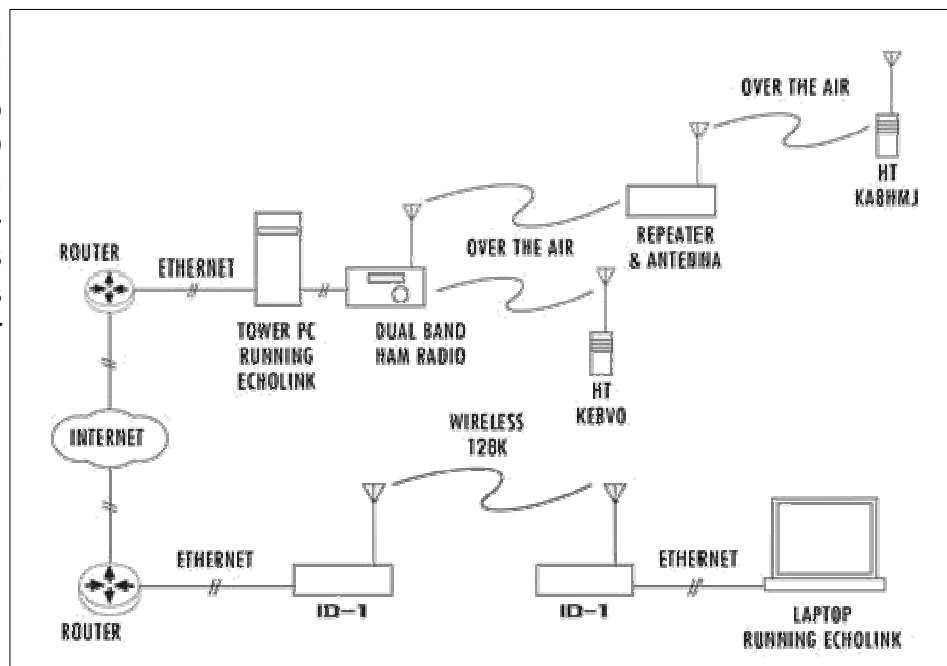 OVER THE AIR
HT
KA8HMJ
REPEATER
& ANTENNA
OVER THE AIR
ROUTER
ETHERNET
TOWER PC
RUNNING
ECHOLINK
DUAL BAND
HAM RADIO
HT
KE8VO
INTERNET
WIRELESS
128K
ETHERNET
ROUTER
ID-1
ID-1
ETHERNET
LAPTOP
RUNNING ECHOLINK